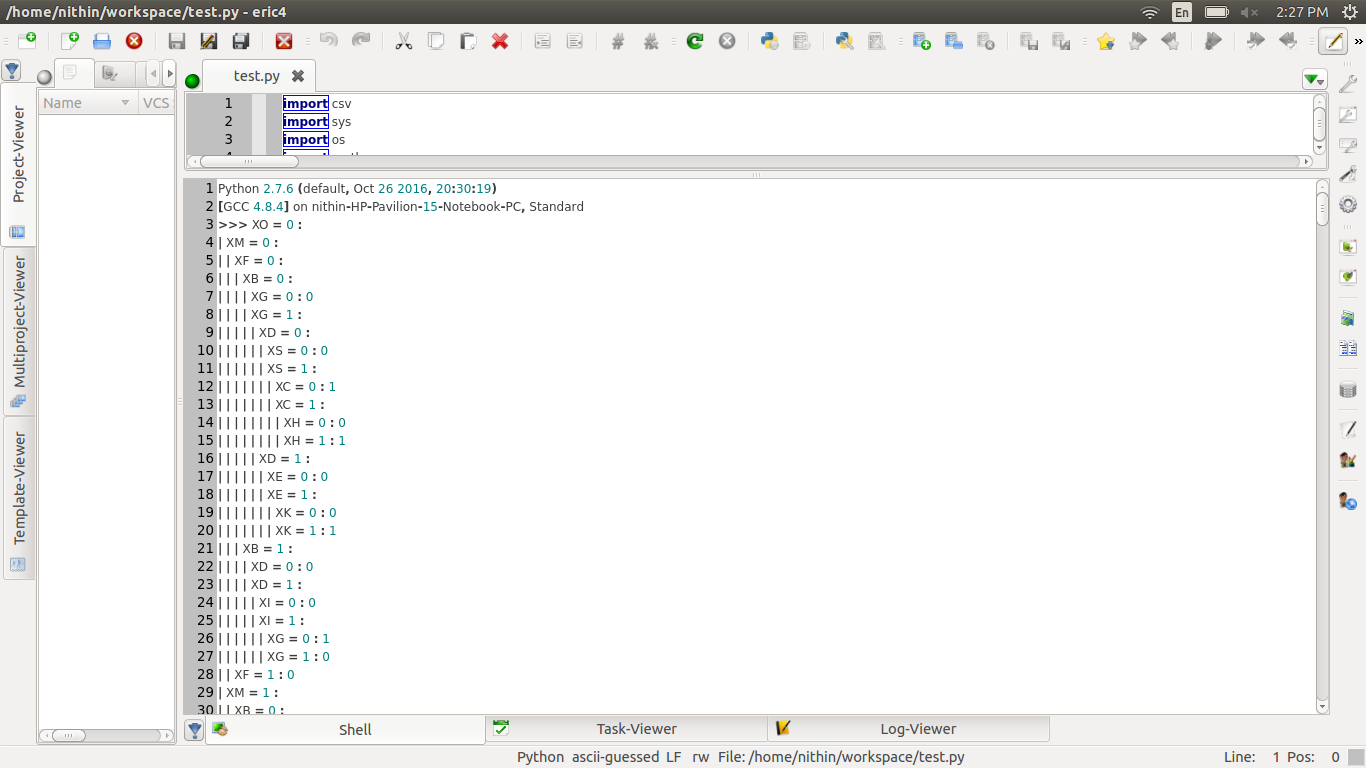 /home/nithin/workspace/test.py - eric4
En
2:27 PM
test.py
Name
VCS
Project-Viewer
Multiproject-Viewer
Template-Viewer
1 import csv
2 import sys
3 import os
1 Python 2.7.6 (default, Oct 26 2016, 20:30:19)
2 [GCC 4.8.4] on nithin-HP-Pavilion-15-Notebook-PC, Standard
3 >>> XO = 0 :
4 | XM = 0 :
5 | | XF = 0 :
6 | | | XB = 0 :
7 | | | | XG = 0 : 0
8 | | | | XG = 1 :
9 | | | | | XD = 0 :
10 | | | | | | XS = 0 : 0
11 | | | | | | XS = 1 :
12 | | | | | | | XC = 0 : 1
13 | | | | | | | XC = 1 :
14 | | | | | | | | XH = 0 : 0
15 | | | | | | | | XH = 1 : 1
16 | | | | | XD = 1 :
17 | | | | | | XE = 0 : 0
18 | | | | | | XE = 1 :
19 | | | | | | | XK = 0 : 0
20 | | | | | | | XK = 1 : 1
21 | | | XB = 1 :
22 | | | | XD = 0 : 0
23 | | | | XD = 1 :
24 | | | | | XI = 0 : 0
25 | | | | | XI = 1 :
26 | | | | | | XG = 0 : 1
27 | | | | | | XG = 1 : 0
28 | | XF = 1 : 0
29 | XM = 1 :
30 | | XB = 0 :
Shell
Task-Viewer
Log-Viewer
Python ascii-guessed LF rw File: /home/nithin/workspace/test.py Line: 1 Pos: 0